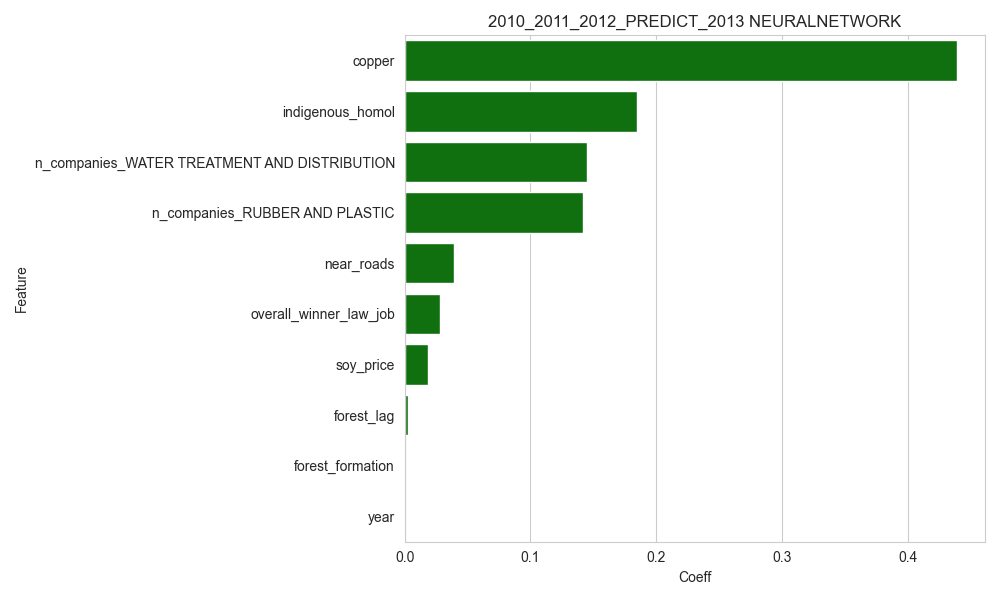 2010_2011_2012_PREDICT_2013 NEURALNETWORK
copper
indigenous_homol
n_companies_WATER TREATMENT AND DISTRIBUTION
n_companies_RUBBER AND PLASTIC
near_roads
overall_winner_law_job
soy_price
forest_lag
forest_formation
year
Feature
0.0 0.1 0.2 0.3 0.4
Coeff